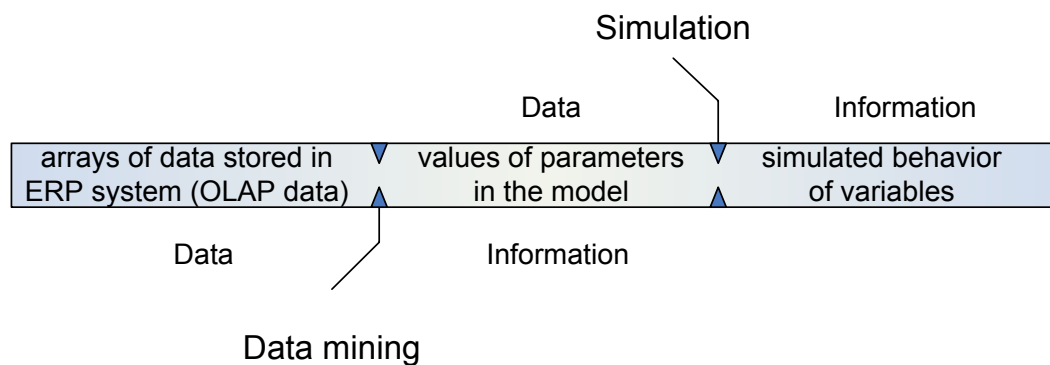 Simulation
Data
Information
arrays of data stored in
ERP system (OLAP data)
values of parameters
in the model
simulated behavior
of variables
Data
Information
Data mining